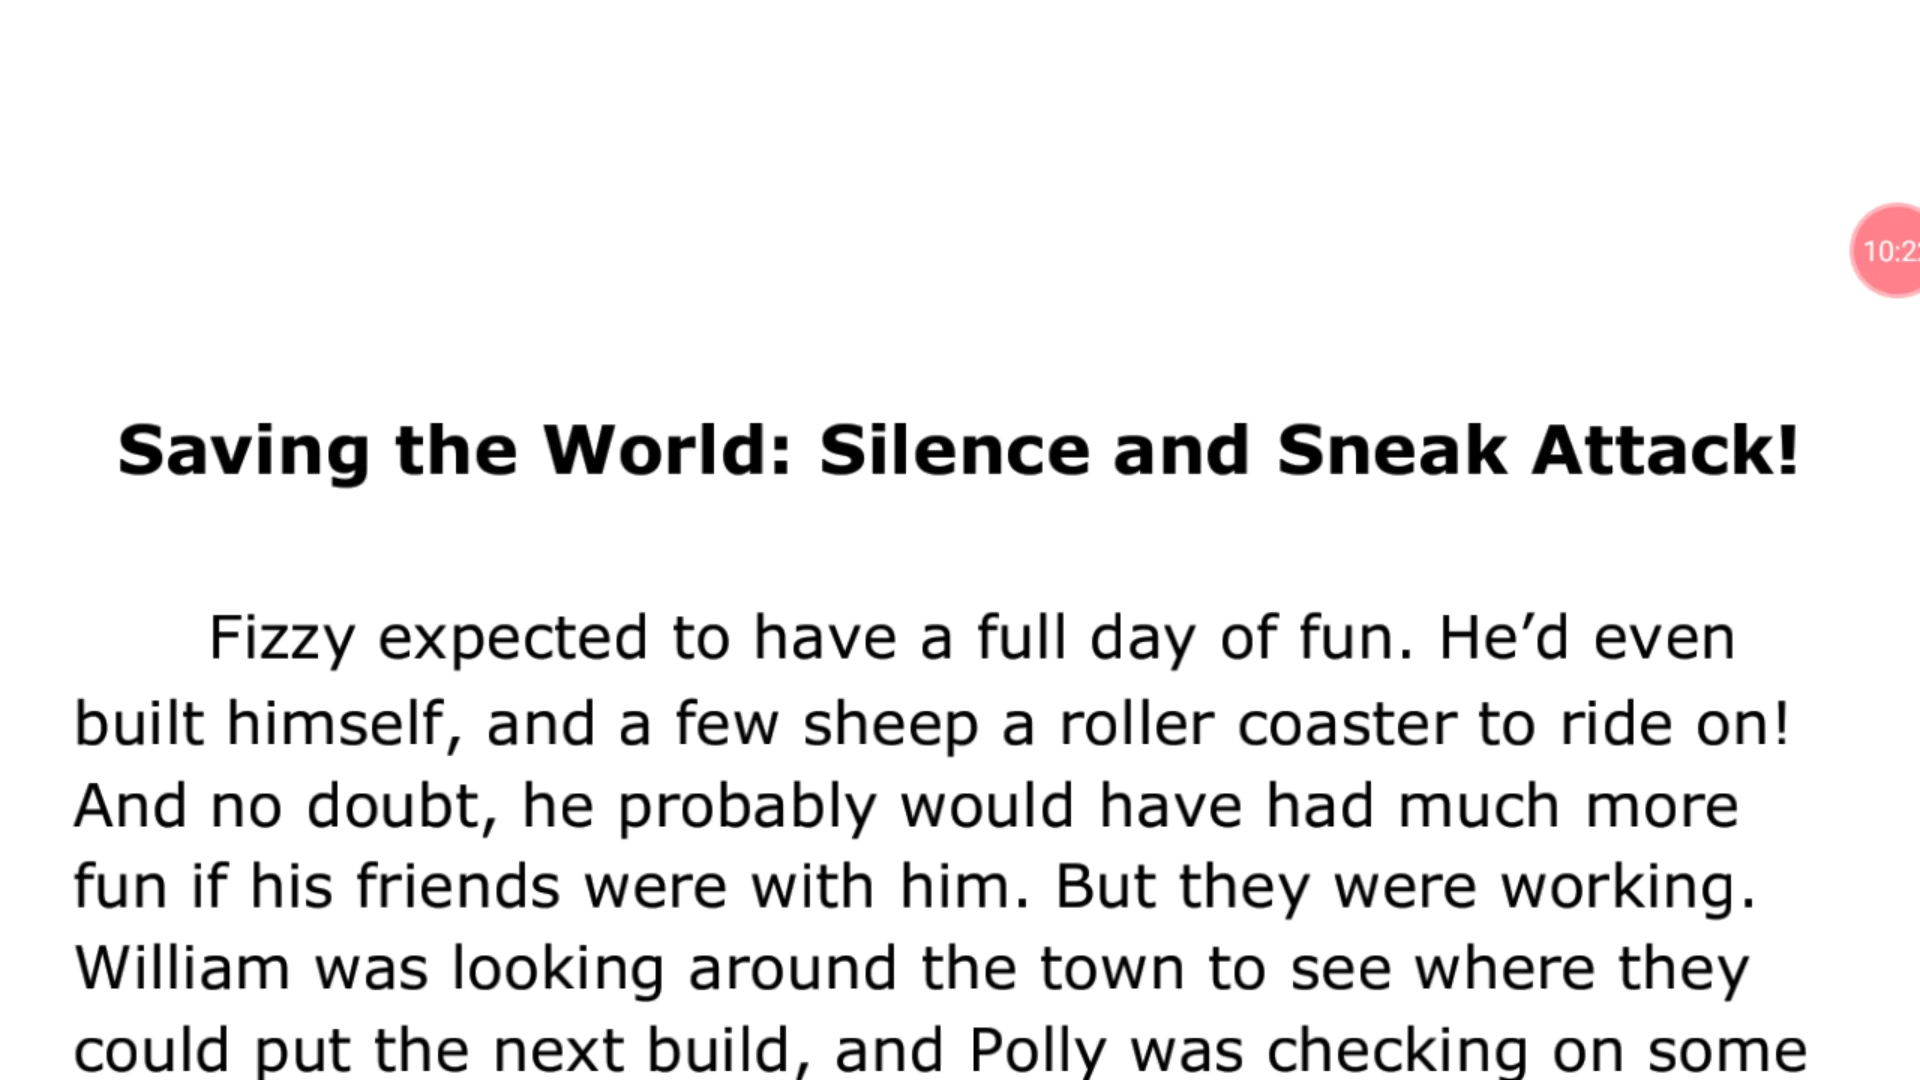 10:2
Saving the World: Silence and Sneak Attack!
Fizzy expected to have a full day of fun. He’d even
built himself, and a few sheep a roller coaster to ride on!
And no doubt, he probably would have had much more
fun if his friends were with him. But they were working.
William was looking around the town to see where they
could put the next build, and Polly was checking on some